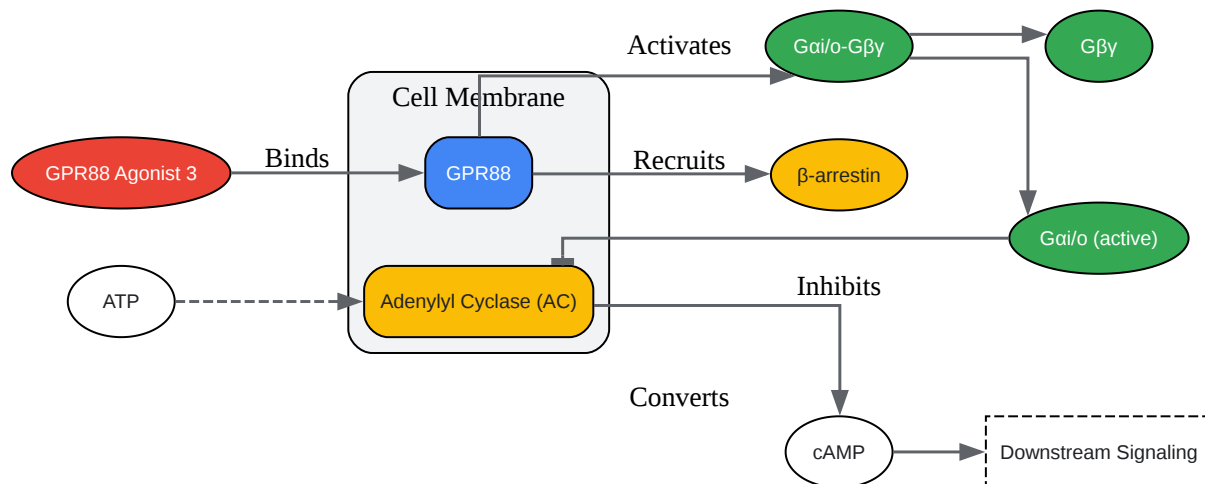 Activates
Gαi/o-Gβγ
Gβγ
Cell Membrane
GPR88 Agonist 3
Binds
GPR88
Recruits
β-arrestin
Gαi/o (active)
ATP
Adenylyl Cyclase (AC)
Inhibits
Converts
cAMP
Downstream Signaling